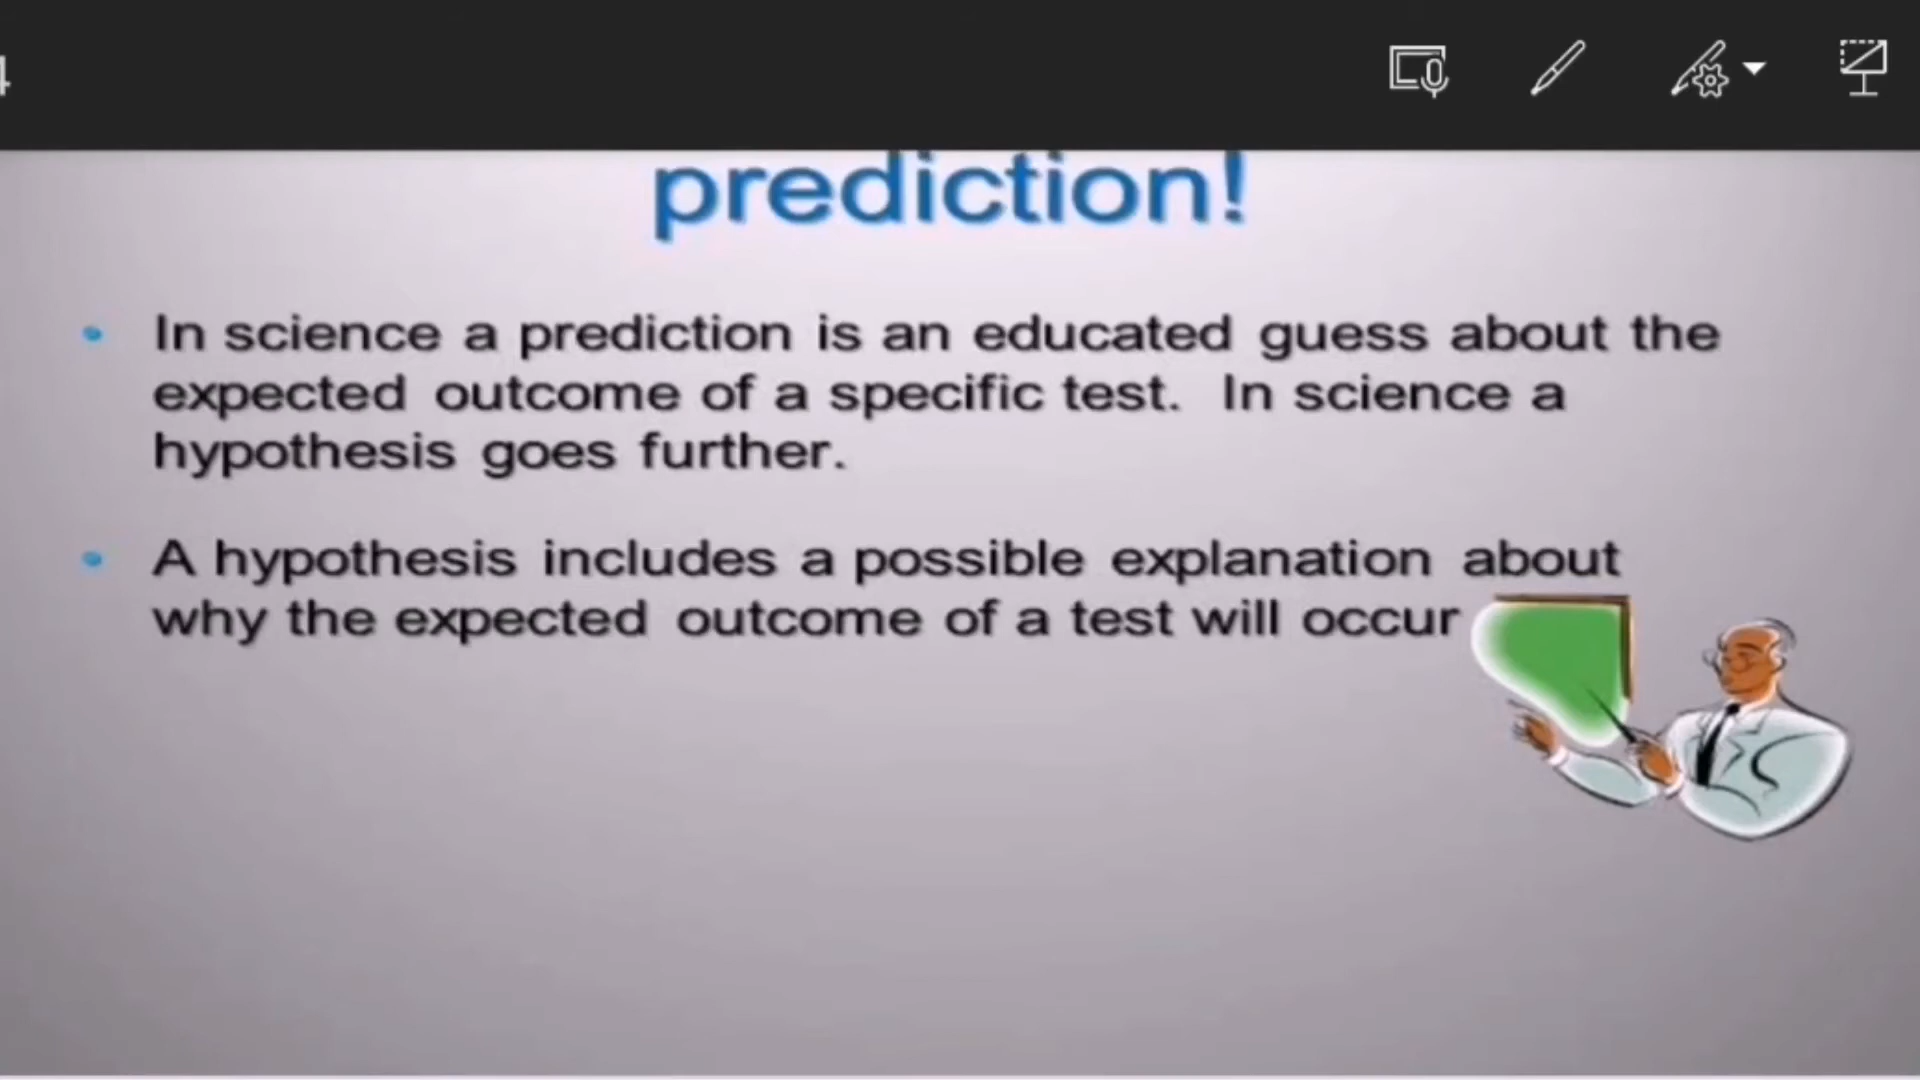 4
prediction!
• In science a prediction is an educated guess about the
expected outcome of a specific test. In science a
hypothesis goes further.
• A hypothesis includes a possible explanation about
why the expected outcome of a test will occur